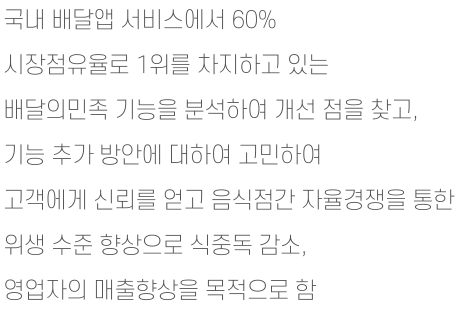 국내 배달앱 서비스에서 60%
시장점유율로 1위를 차지하고 있는
배달의민족 기능을 분석하여 개선 점을 찾고,
기능 추가 방안에 대하여 고민하여
고객에게 신뢰를 얻고 음식점간 자율경쟁을 통한
위생 수준 향상으로 식중독 감소,
영업자의 매출향상을 목적으로 함